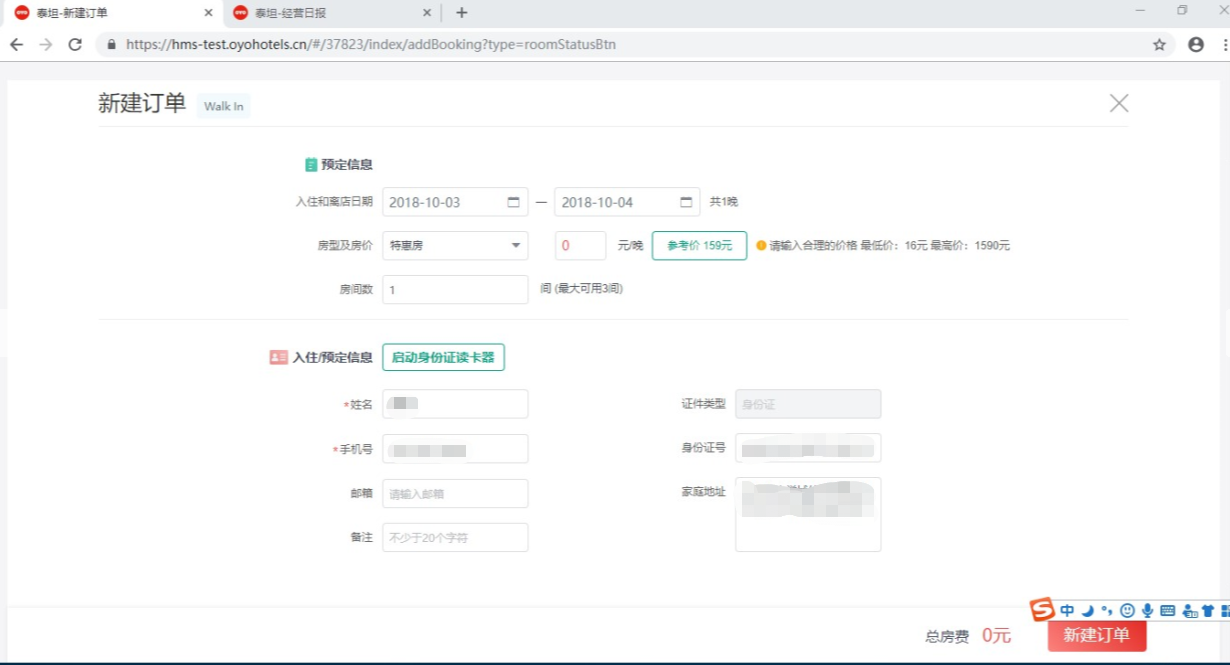 泰坦-新建订单
泰坦-经营日报
https://hms-test.oyohotels.cn/#/37823/index/addBooking?type=roomStatusBtn
新建订单 Walk In
预定信息
入住和离店日期 2018-10-03 — 2018-10-04 共1晚
房型及房价 特惠房 0 元/晚 参考价 159元 请输入合理的价格 最低价：16元 最高价：1590元
房间数 1 间 (最大可用3间)
入住/预定信息 启动身份证读卡器
*姓名 证件类型 身份证
*手机号 身份证号
邮箱 请输入邮箱 家庭地址
备注 不少于20个字符
中
总房费 0元 新建订单